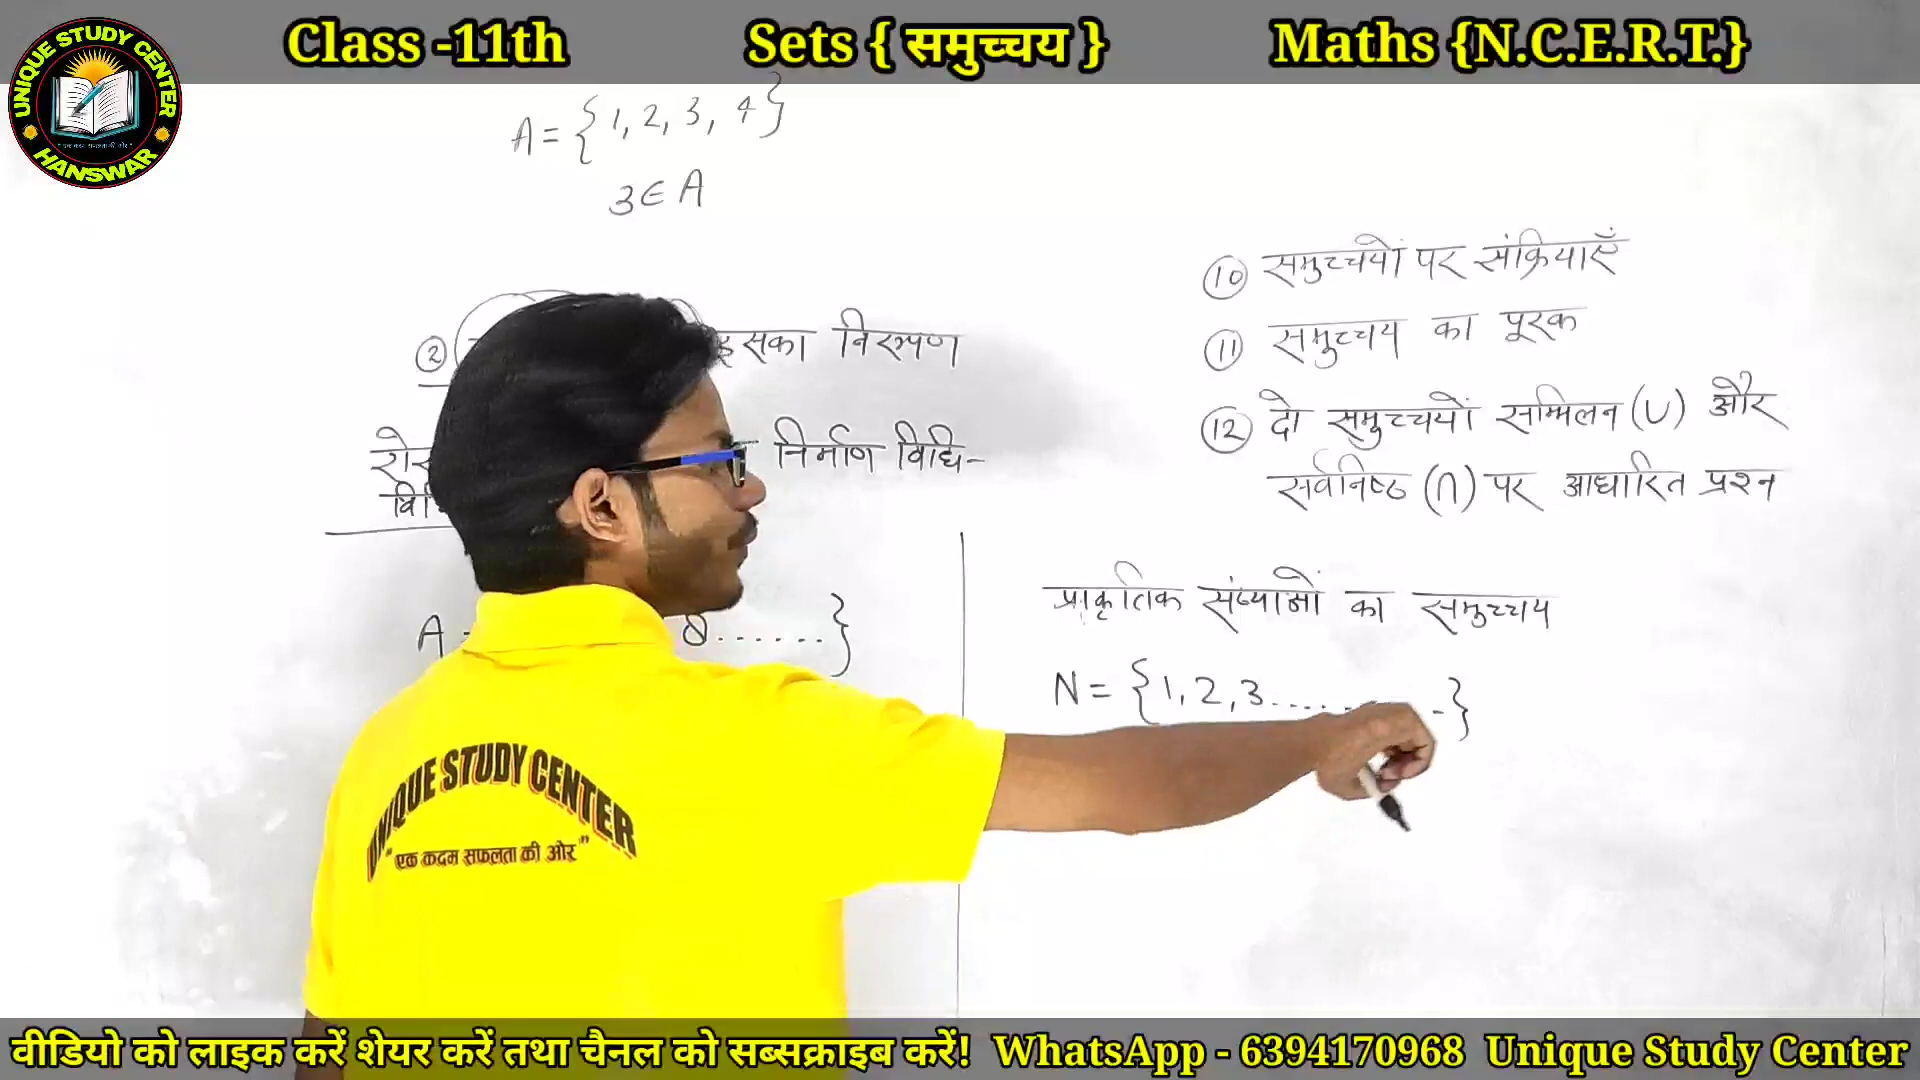 Class -11th
Sets { समुच्चय }
Maths {N.C.E.R.T.}
UNIQUE STUDY CENTER
HANSWAR
A = {1, 2, 3, 4}
3 ∈ A
② इसका निरूपण
निर्माण विधि-
A
8.......}
⑩ समुच्चयों पर संक्रियाएँ
⑪ समुच्चय का पूरक
⑫ दो समुच्चयों सम्मिलन (∪) और
सर्वनिष्ठ (∩) पर आधारित प्रश्न
प्राकृतिक संख्याओं का समुच्चय
N = {1, 2, 3..........}
UNIQUE STUDY CENTER
"एक कदम सफलता की ओर"
वीडियो को लाइक करें शेयर करें तथा चैनल को सब्सक्राइब करें! WhatsApp - 6394170968 Unique Study Center